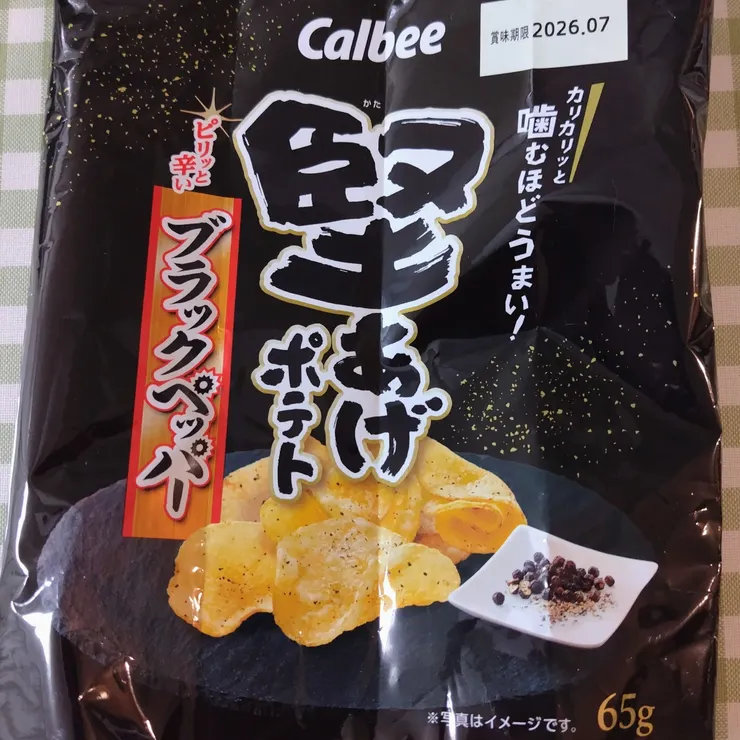 Calbee
賞味期限 2026.07
カリカリッと
噛むほどうまい!
かた
堅あげ
ポテト
ピリッと
辛い
ブラックペッパー
※写真はイメージです。
65g